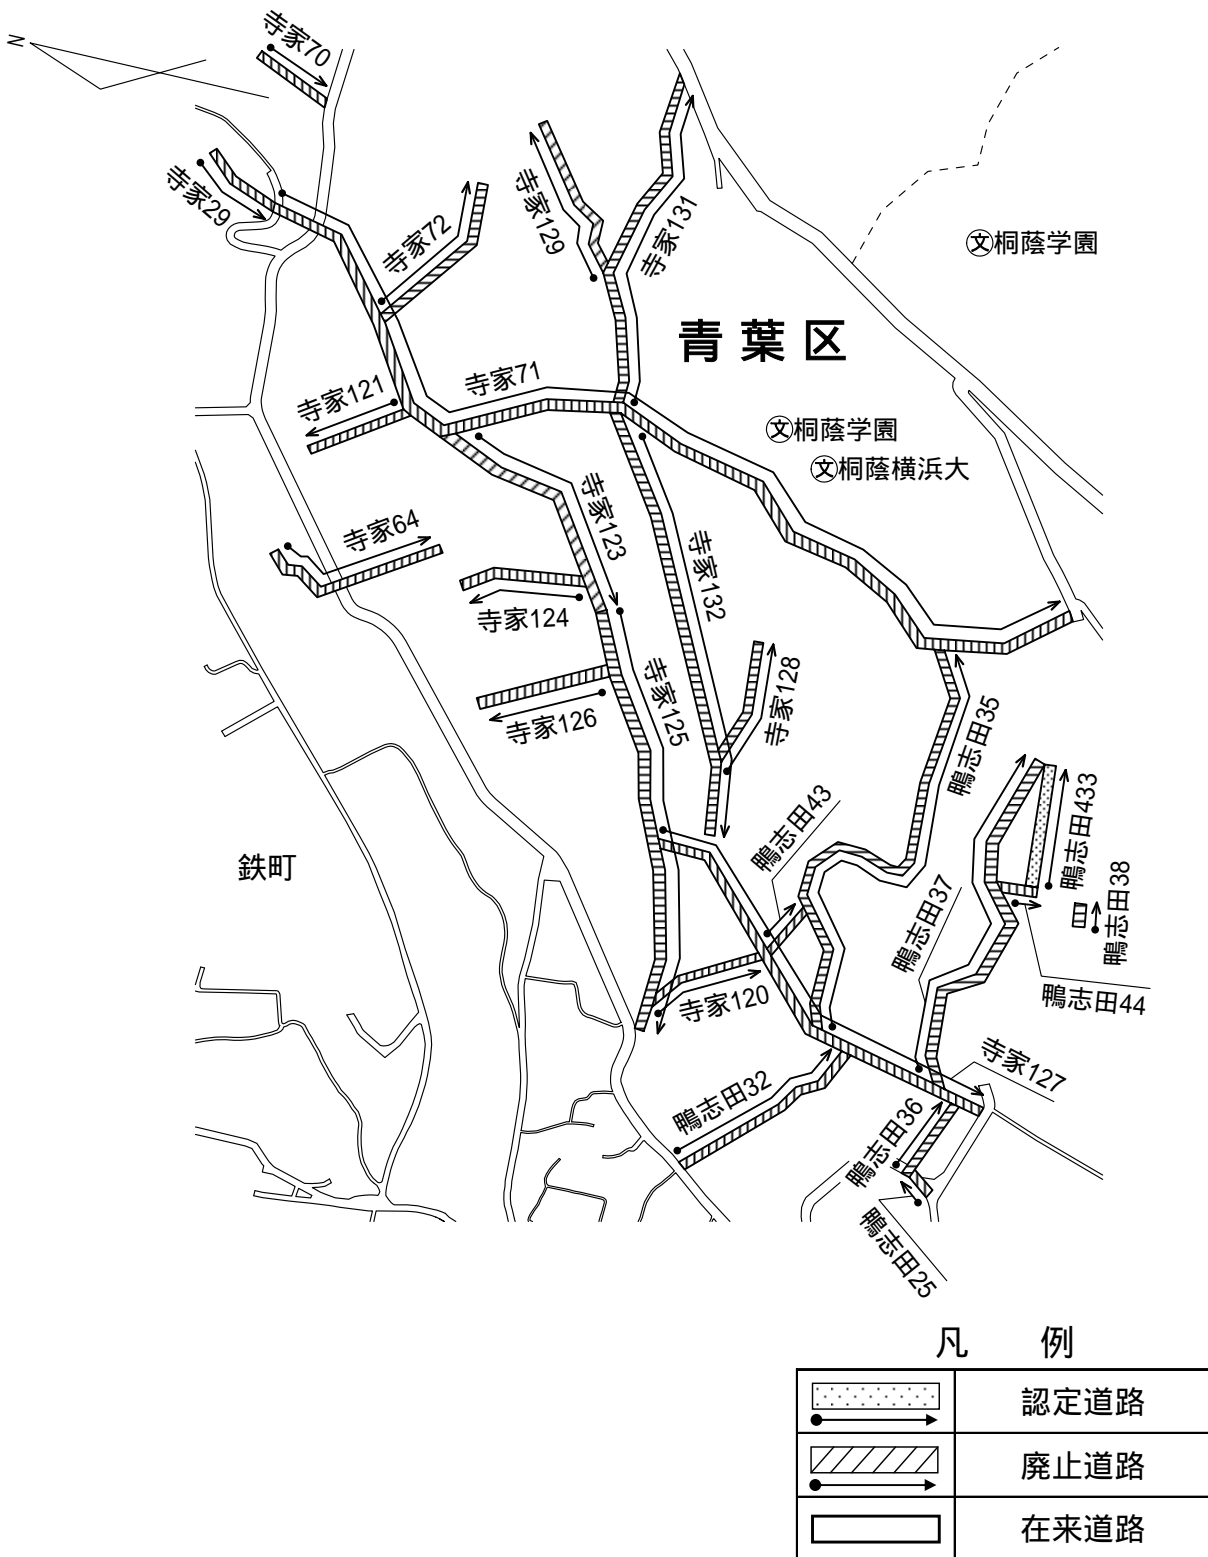 N
寺家70
寺家29
寺家72
寺家129
寺家131
文桐蔭学園
青葉区
寺家71
寺家121
文桐蔭学園
文桐蔭横浜大
寺家64
寺家123
寺家132
寺家124
寺家125
寺家126
寺家128
鴨志田35
鴨志田43
鴨志田433
鉄町
鴨志田37
鴨志田38
寺家120
鴨志田44
寺家127
鴨志田32
鴨志田36
鴨志田25
凡 例
認定道路
廃止道路
在来道路